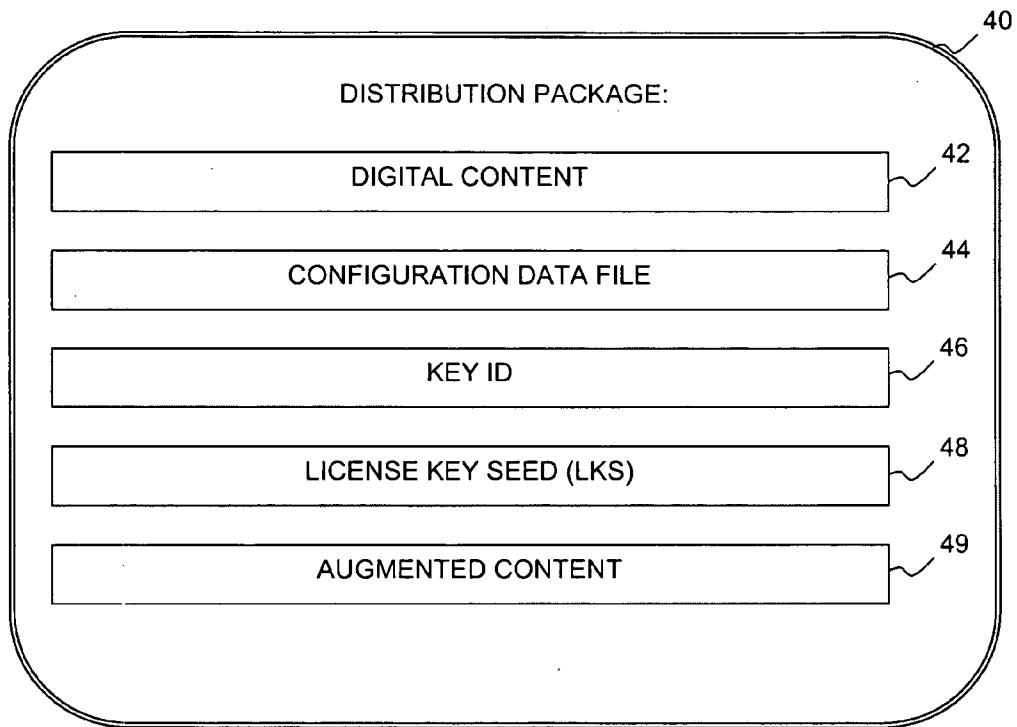 40
DISTRIBUTION PACKAGE:
DIGITAL CONTENT
42
CONFIGURATION DATA FILE
44
KEY ID
46
LICENSE KEY SEED (LKS)
48
AUGMENTED CONTENT
49